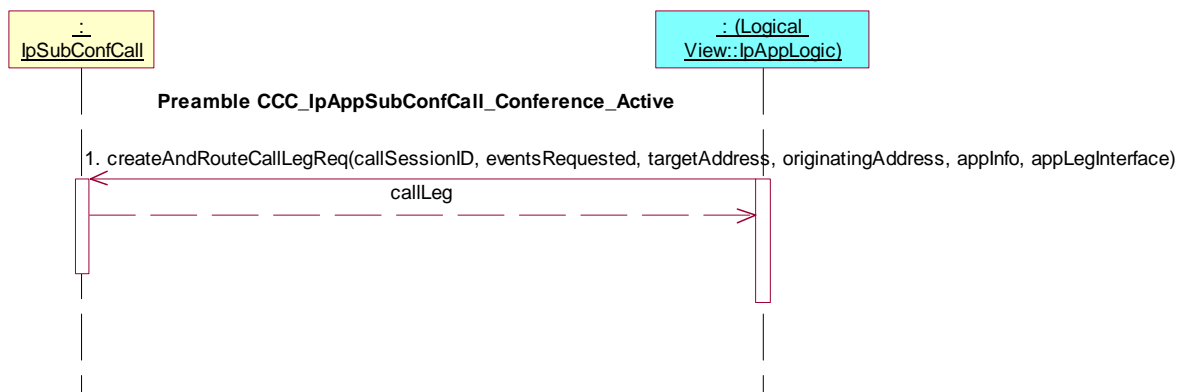 :
IpSubConfCall
: (Logical
View::IpAppLogic)
Preamble CCC_IpAppSubConfCall_Conference_Active
1. createAndRouteCallLegReq(callSessionID, eventsRequested, targetAddress, originatingAddress, appInfo, appLegInterface)
callLeg